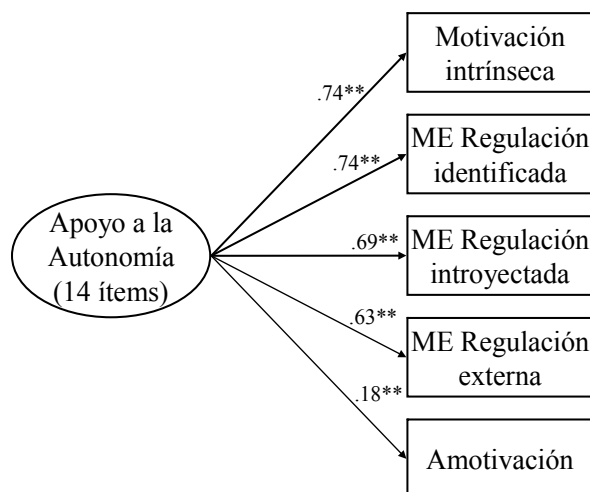 Motivación
intrínseca
.74**
ME Regulación
identificada
.74**
Apoyo a la
Autonomía
(14 ítems)
.69**
ME Regulación
introyectada
.63**
ME Regulación
externa
.18**
Amotivación